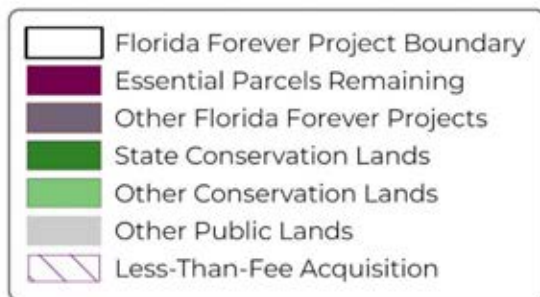 Florida Forever Project Boundary
Essential Parcels Remaining
Other Florida Forever Projects
State Conservation Lands
Other Conservation Lands
Other Public Lands
Less-Than-Fee Acquisition